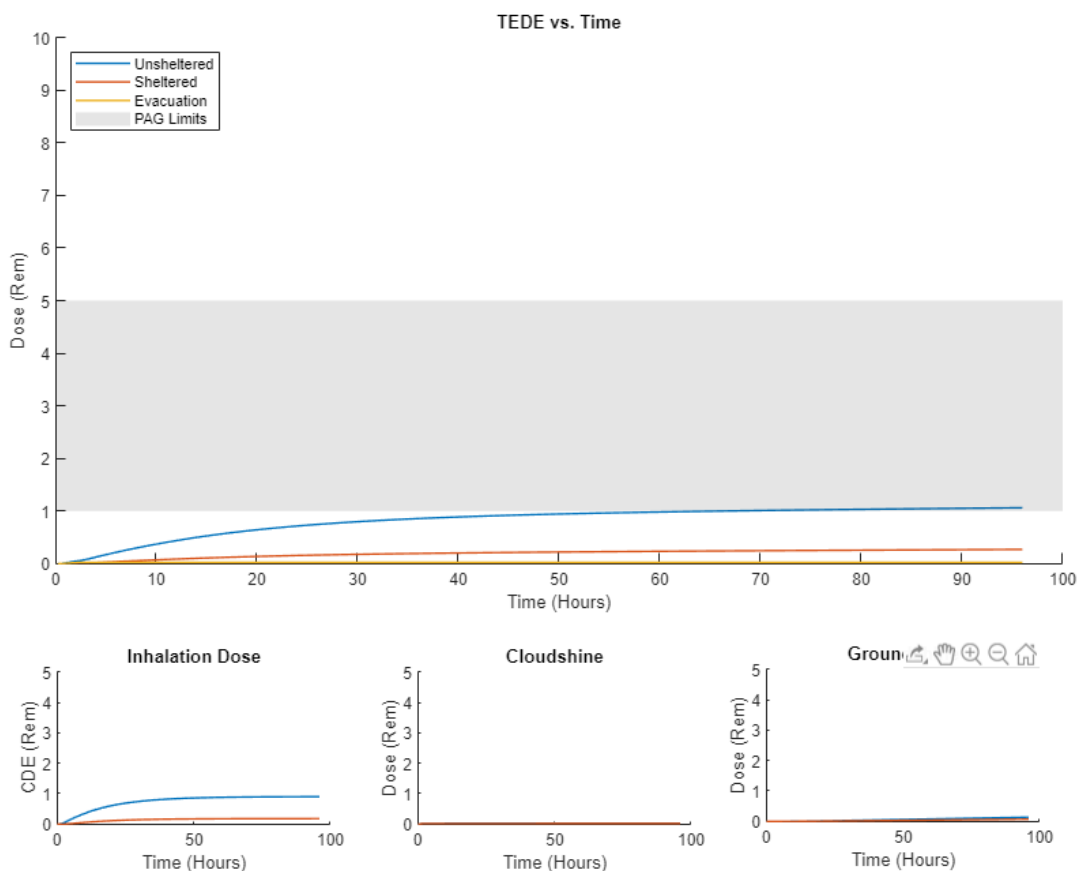 TEDE vs. Time
10
9
8
7
6
5
4
3
2
1
0
Dose (Rem)
Unsheltered
Sheltered
Evacuation
PAG Limits
0 10 20 30 40 50 60 70 80 90 100
Time (Hours)
Inhalation Dose
5
4
3
2
1
0
CDE (Rem)
0 50 100
Time (Hours)
Cloudshine
5
4
3
2
1
0
Dose (Rem)
0 50 100
Time (Hours)
5
4
3
2
1
0
Dose (Rem)
0 50 100
Time (Hours)